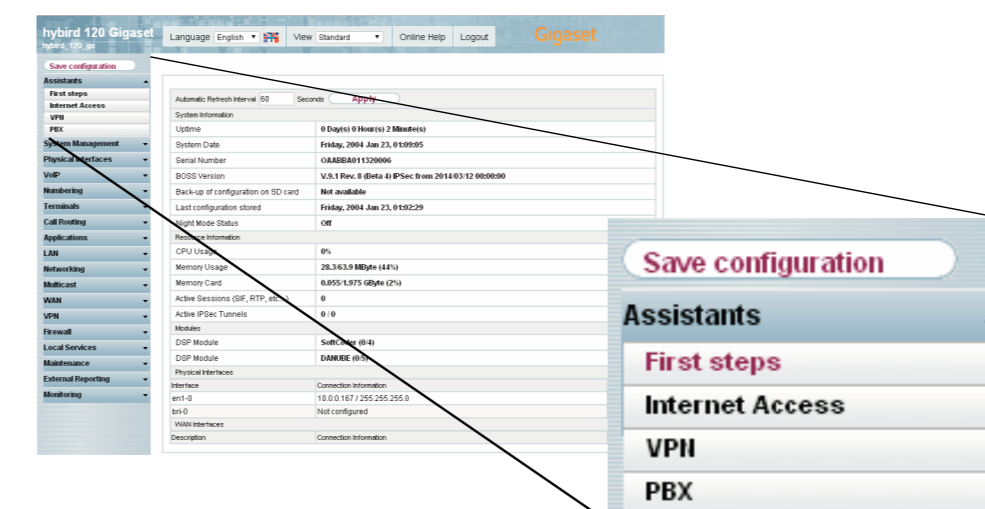 hybird 120 Gigaset
hybird_120_ge
Language English View Standard Online Help Logout Gigaset
Save configuration
Assistants
First steps
Internet Access
VPN
PBX
System Management
Physical Interfaces
VoIP
Numbering
Terminals
Call Routing
Applications
LAN
Networking
Multicast
WAN
VPN
Firewall
Local Services
Maintenance
External Reporting
Monitoring
Automatic Refresh Interval 60 Seconds Apply
System Information
Uptime 0 Day(s) 0 Hour(s) 2 Minute(s)
System Date Friday, 2004 Jan 23, 01:09:05
Serial Number OAABBA011320006
BOSS Version V.9.1 Rev. 8 (Beta 4) IPSec from 2014/03/12 00:00:00
Back-up of configuration on SD card Not available
Last configuration stored Friday, 2004 Jan 23, 01:02:29
Night Mode Status Off
Resource Information
CPU Usage 0%
Memory Usage 28.3/63.9 MByte (44%)
Memory Card 0.055/1.975 GByte (2%)
Active Sessions (SIF, RTP, etc...) 0
Active IPSec Tunnels 0 / 0
Modules
DSP Module SoftCoder (0/4)
DSP Module DANUBE (0/5)
Physical Interfaces
Interface Connection Information
en1-0 10.0.0.167 / 255.255.255.0
bri-0 Not configured
WAN Interfaces
Description Connection Information
Save configuration
Assistants
First steps
Internet Access
VPN
PBX